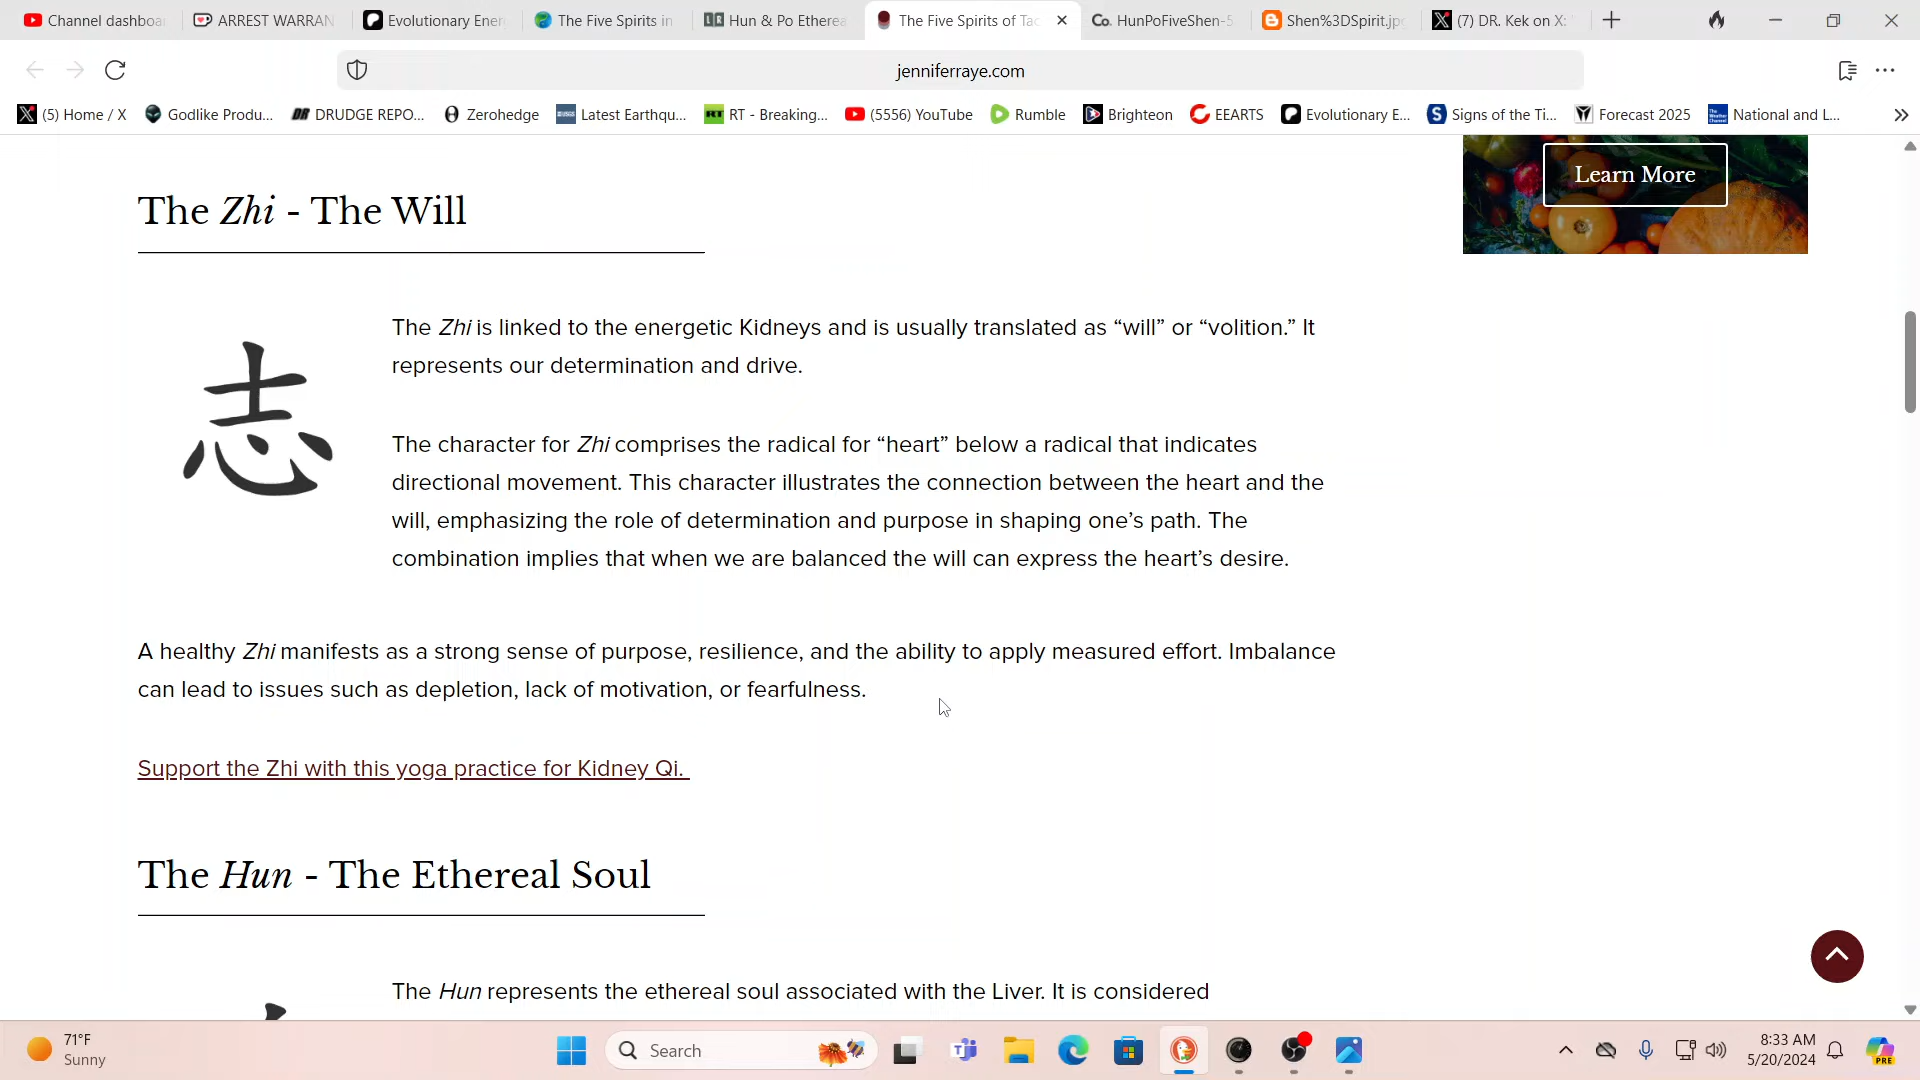 Channel dashboa
ARREST WARRAN
Evolutionary Ener
The Five Spirits in
Hun & Po Etherea
The Five Spirits of Tao
HunPoFiveShen-5
Shen%3DSpirit.jpg
(7) DR. Kek on X:
jenniferraye.com
(5) Home / X
Godlike Produ...
DRUDGE REPO...
Zerohedge
Latest Earthqu...
RT - Breaking...
(5556) YouTube
Rumble
Brighteon
EEARTS
Evolutionary E...
Signs of the Ti...
Forecast 2025
National and L...
Learn More
The Zhi - The Will
志
The Zhi is linked to the energetic Kidneys and is usually translated as “will” or “volition.” It
represents our determination and drive.
The character for Zhi comprises the radical for “heart” below a radical that indicates
directional movement. This character illustrates the connection between the heart and the
will, emphasizing the role of determination and purpose in shaping one’s path. The
combination implies that when we are balanced the will can express the heart’s desire.
A healthy Zhi manifests as a strong sense of purpose, resilience, and the ability to apply measured effort. Imbalance
can lead to issues such as depletion, lack of motivation, or fearfulness.
Support the Zhi with this yoga practice for Kidney Qi.
The Hun - The Ethereal Soul
The Hun represents the ethereal soul associated with the Liver. It is considered
71°F
Sunny
Search
8:33 AM
5/20/2024